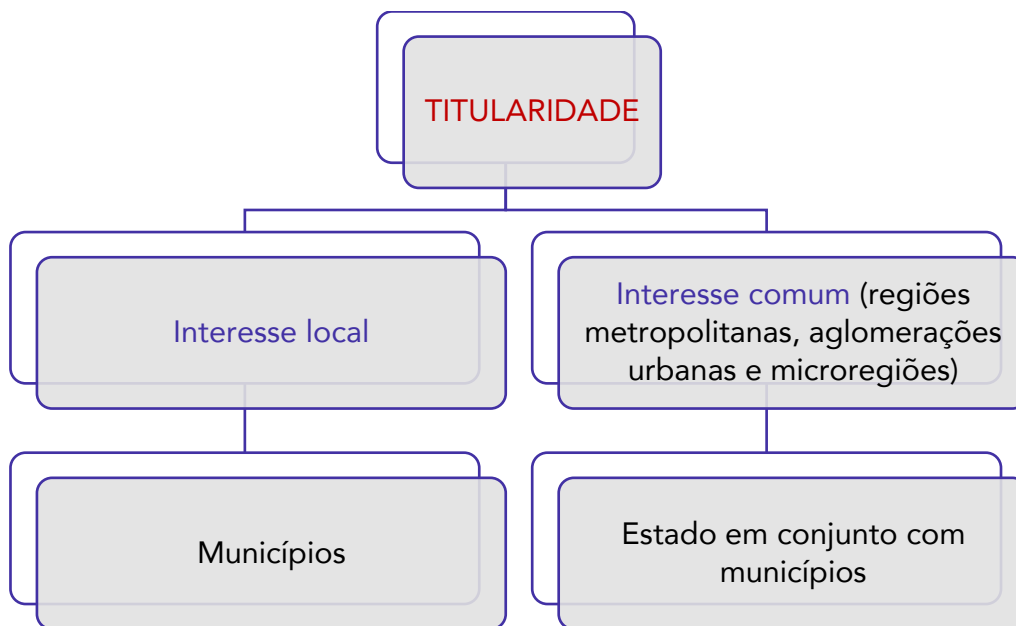 TITULARIDADE
Interesse local
Interesse comum (regiões
metropolitanas, aglomerações
urbanas e microregiões)
Municípios
Estado em conjunto com
municípios